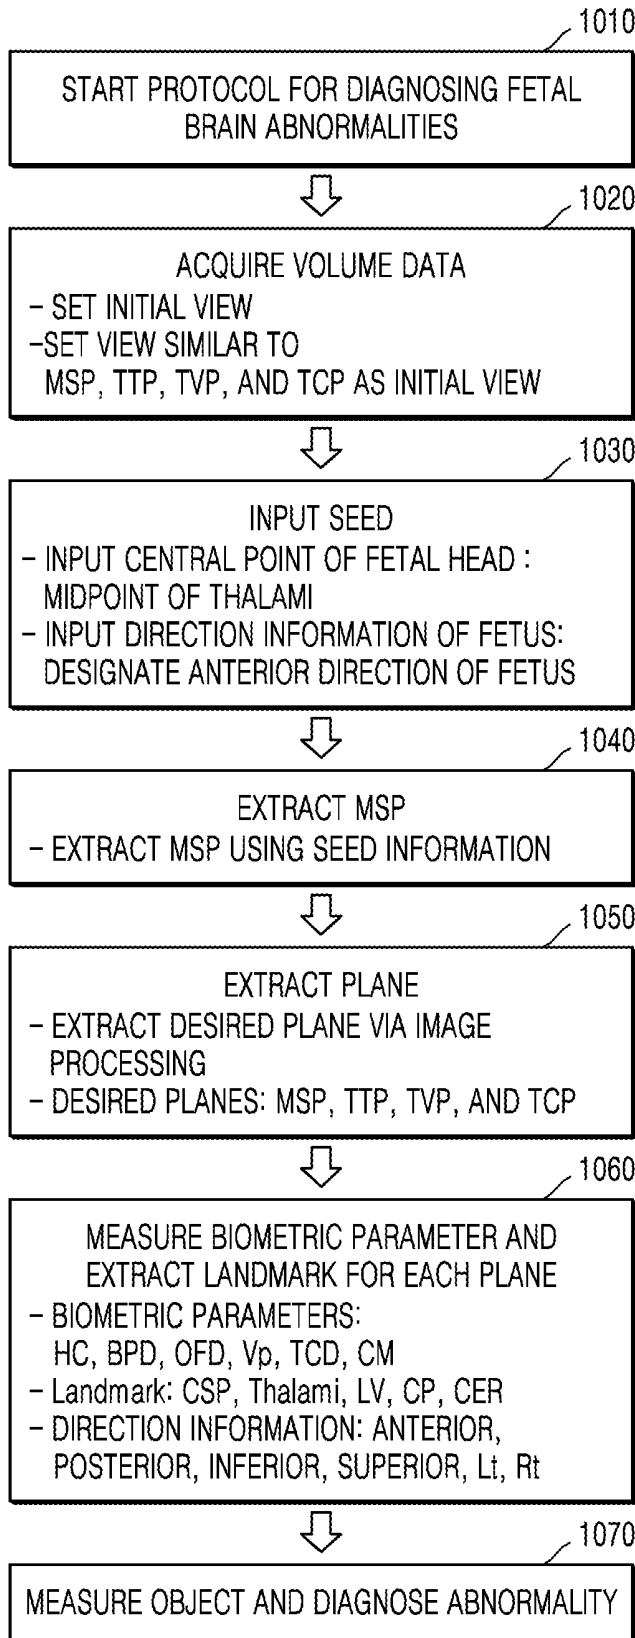 1010
START PROTOCOL FOR DIAGNOSING FETAL
BRAIN ABNORMALITIES
1020
ACQUIRE VOLUME DATA
– SET INITIAL VIEW
–SET VIEW SIMILAR TO
MSP, TTP, TVP, AND TCP AS INITIAL VIEW
1030
INPUT SEED
– INPUT CENTRAL POINT OF FETAL HEAD :
MIDPOINT OF THALAMI
– INPUT DIRECTION INFORMATION OF FETUS:
DESIGNATE ANTERIOR DIRECTION OF FETUS
1040
EXTRACT MSP
– EXTRACT MSP USING SEED INFORMATION
1050
EXTRACT PLANE
– EXTRACT DESIRED PLANE VIA IMAGE
PROCESSING
– DESIRED PLANES: MSP, TTP, TVP, AND TCP
1060
MEASURE BIOMETRIC PARAMETER AND
EXTRACT LANDMARK FOR EACH PLANE
– BIOMETRIC PARAMETERS:
HC, BPD, OFD, Vp, TCD, CM
– Landmark: CSP, Thalami, LV, CP, CER
– DIRECTION INFORMATION: ANTERIOR,
POSTERIOR, INFERIOR, SUPERIOR, Lt, Rt
1070
MEASURE OBJECT AND DIAGNOSE ABNORMALITY